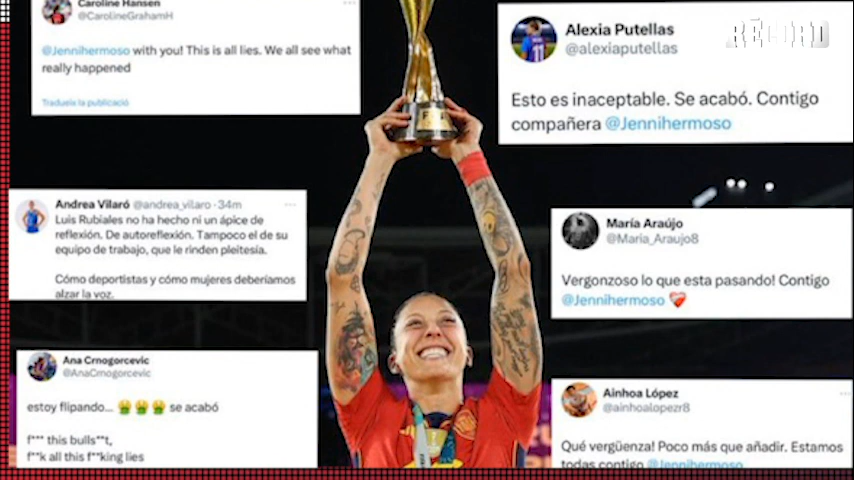 Caroline Hansen
@CarolineGrahamH
@Jennihermoso with you! This is all lies. We all see what
really happened
Tradueix la publicació
Alexia Putellas
@alexiaputellas
Esto es inaceptable. Se acabó. Contigo
compañera @Jennihermoso
RÉCORD
Andrea Vilaró @andrea_vilaro · 34m
Luis Rubiales no ha hecho ni un ápice de
reflexión. De autoreflexión. Tampoco el de su
equipo de trabajo, que le rinden pleitesía.
Cómo deportistas y cómo mujeres deberíamos
alzar la voz.
María Araújo
@Maria_Araujo8
Vergonzoso lo que esta pasando! Contigo
@Jennihermoso
Ana Crnogorcevic
@AnaCrnogorcevic
estoy flipando... se acabó
f*** this bulls**t,
f**k all this f**king lies
Ainhoa López
@ainhoalopezr8
Qué vergüenza! Poco más que añadir. Estamos
todas contigo @Jennihermoso